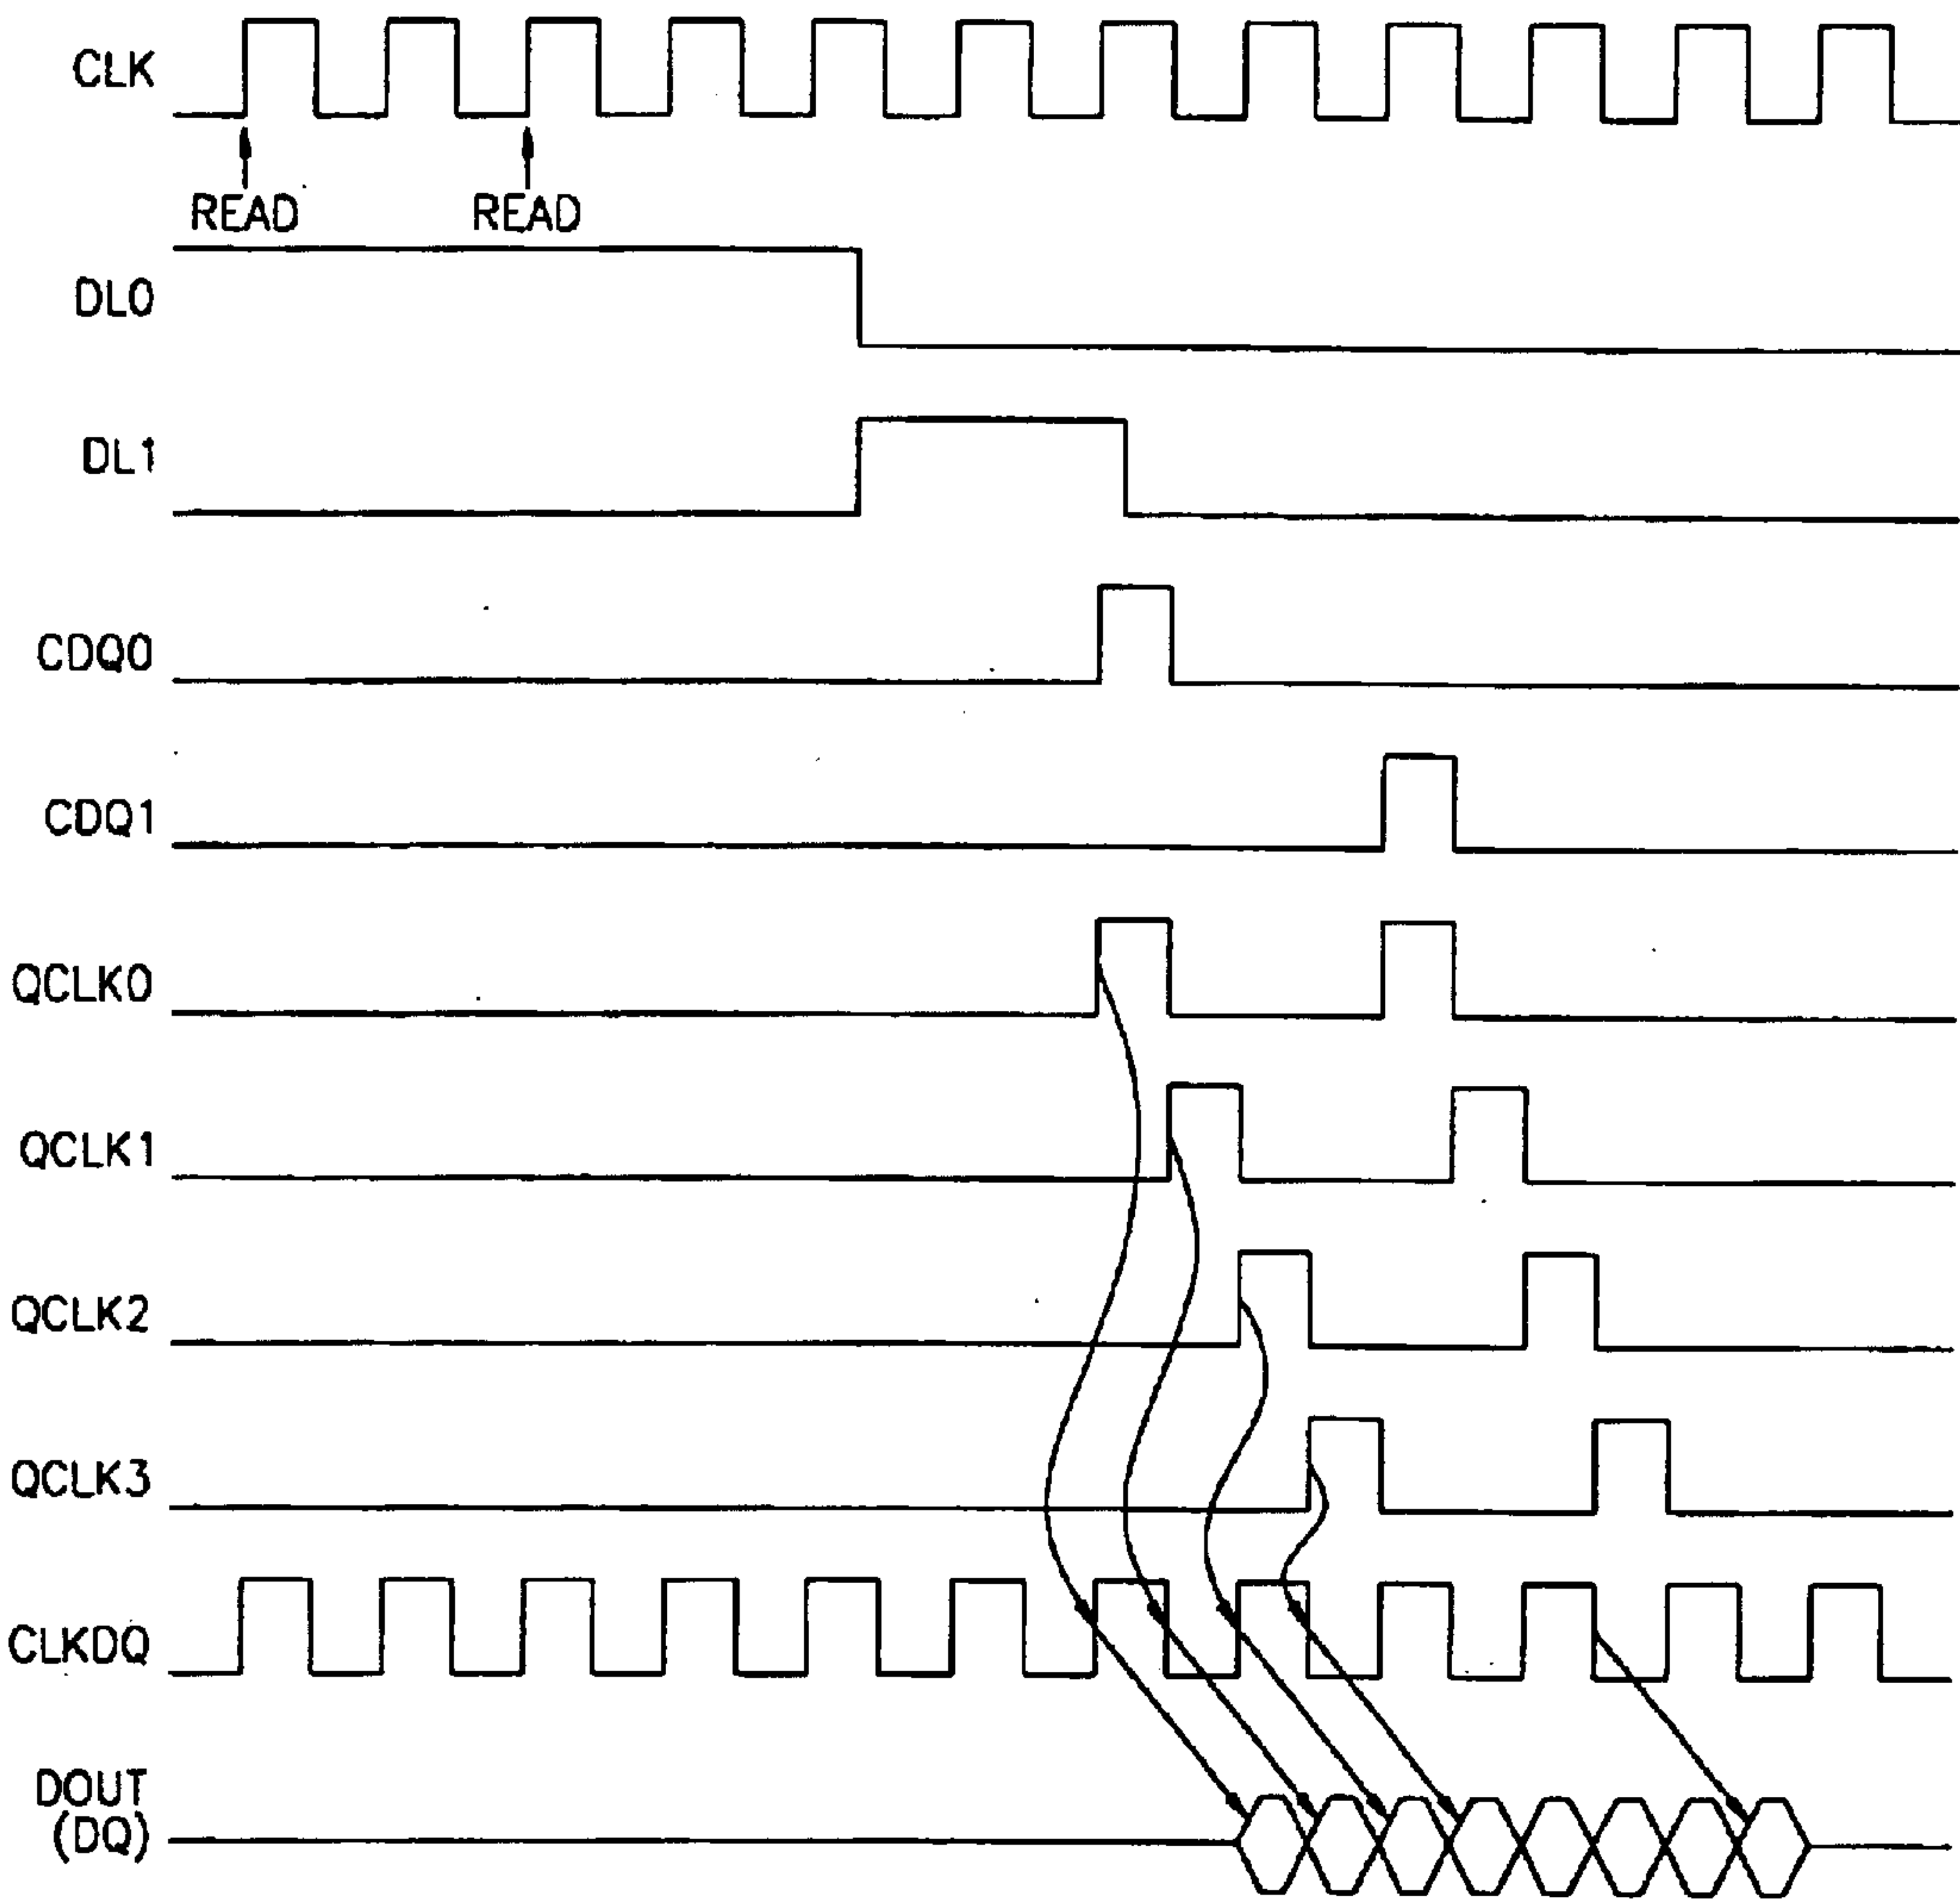 CLK
READ READ
DL0
DL1
CDQ0
CDQ1
QCLK0
QCLK1
QCLK2
QCLK3
CLKDQ
DOUT
(DQ)